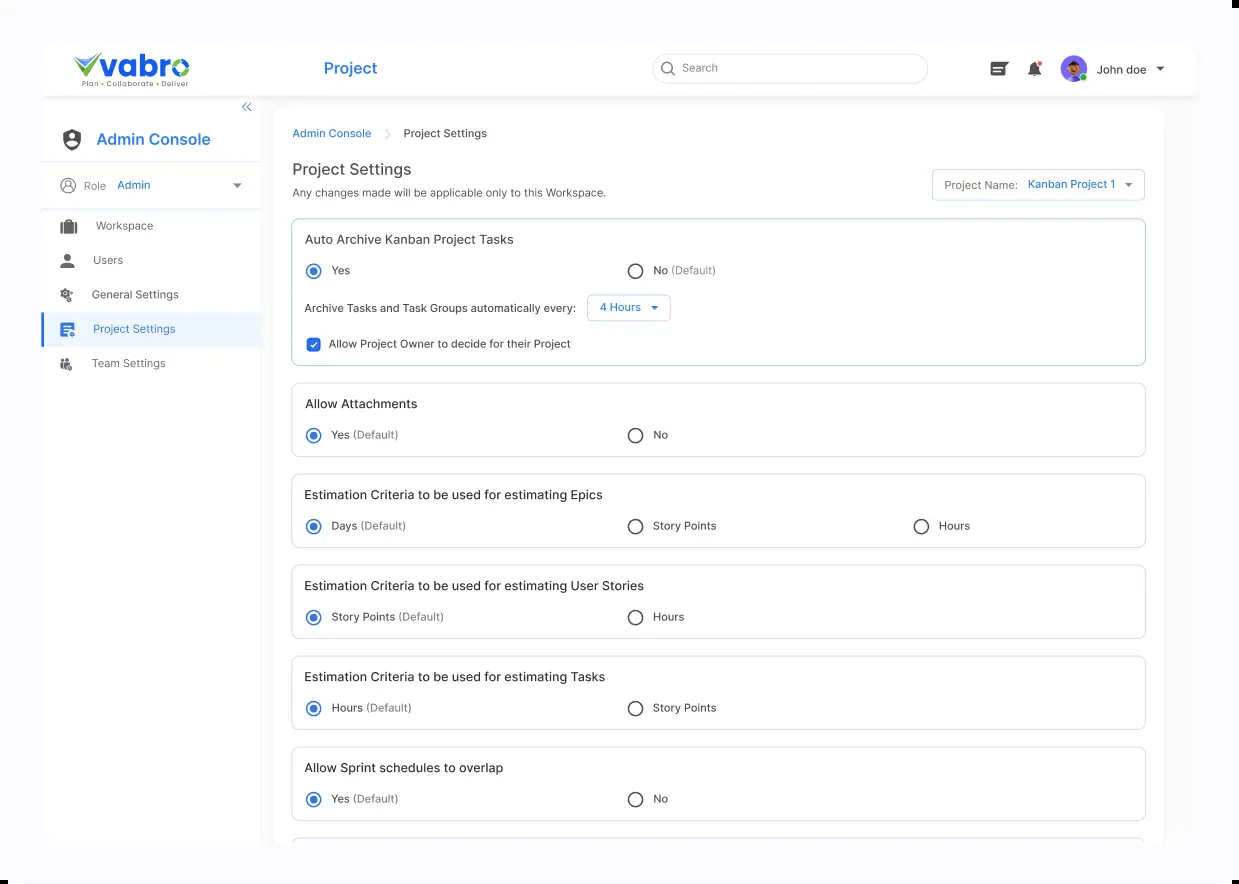 vabro
Plan • Collaborate • Deliver
Project
Search
John doe
Admin Console
Role Admin
Workspace
Users
General Settings
Project Settings
Team Settings
Admin Console Project Settings
Project Settings
Any changes made will be applicable only to this Workspace.
Project Name: Kanban Project 1
Auto Archive Kanban Project Tasks
Yes No (Default)
Archive Tasks and Task Groups automatically every: 4 Hours
Allow Project Owner to decide for their Project
Allow Attachments
Yes (Default) No
Estimation Criteria to be used for estimating Epics
Days (Default) Story Points Hours
Estimation Criteria to be used for estimating User Stories
Story Points (Default) Hours
Estimation Criteria to be used for estimating Tasks
Hours (Default) Story Points
Allow Sprint schedules to overlap
Yes (Default) No